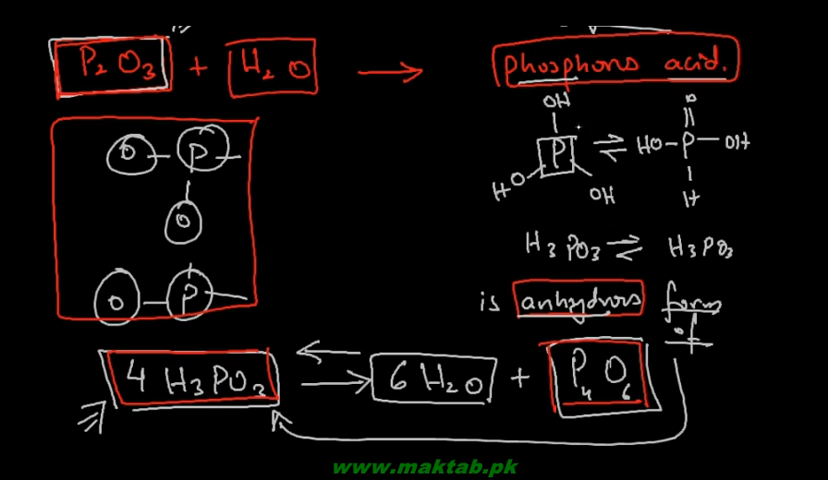 P₂O₃ + H₂O → phosphorus acid.
OH
P
HO
OH
⇌
O
HO-P-OH
H
O-P-
O
O-P-
H₃PO₃ ⇌ H₃PO₃
is anhydrous form
of
4 H₃PO₃ ⇌ 6 H₂O + P₄O₆
www.maktab.pk